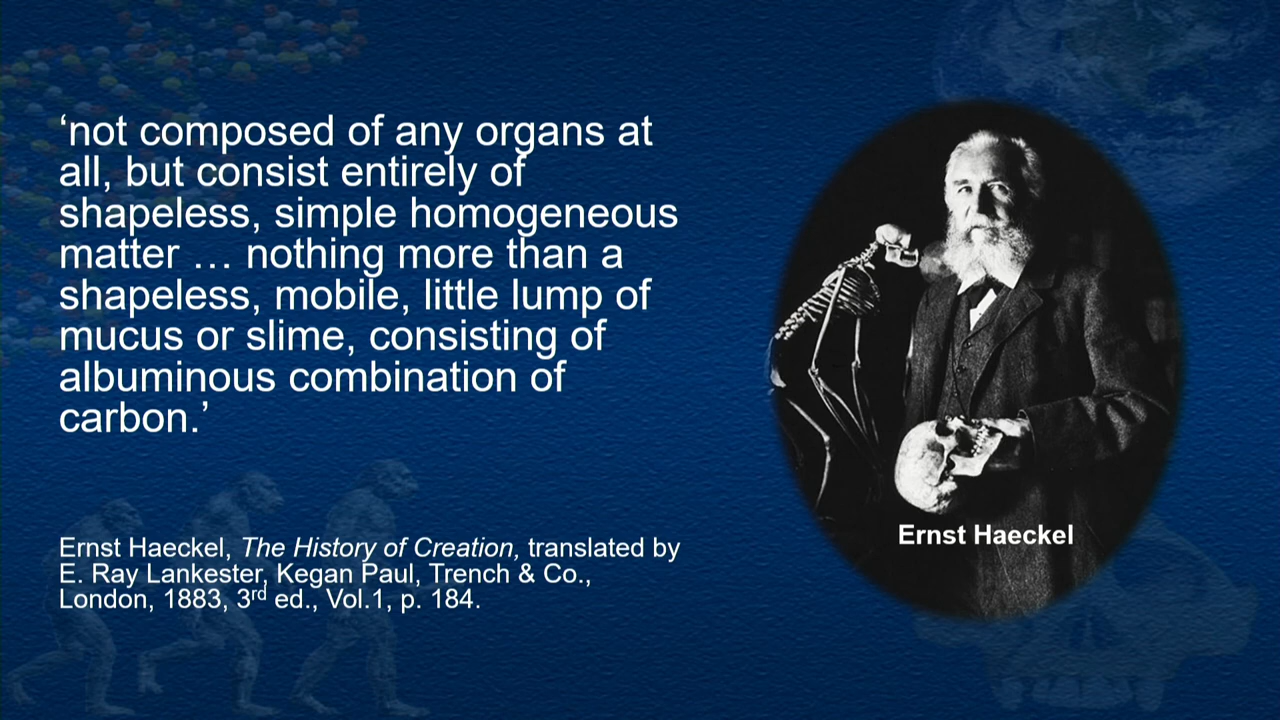 ‘not composed of any organs at
all, but consist entirely of
shapeless, simple homogeneous
matter … nothing more than a
shapeless, mobile, little lump of
mucus or slime, consisting of
albuminous combination of
carbon.’
Ernst Haeckel, The History of Creation, translated by
E. Ray Lankester, Kegan Paul, Trench & Co.,
London, 1883, 3rd ed., Vol.1, p. 184.
Ernst Haeckel